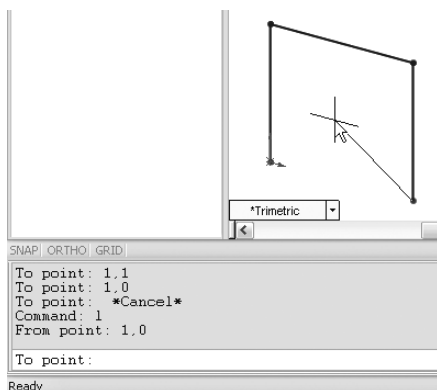 *Trimetric
SNAP ORTHO GRID
To point: 1,1
To point: 1,0
To point: *Cancel*
Command: l
From point: 1,0
To point:
Ready